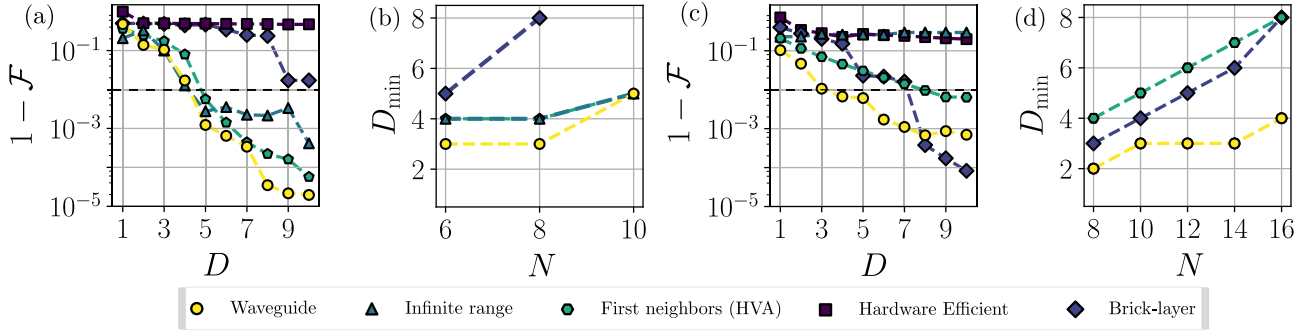 (a)
1 − 𝓕
10⁻¹
10⁻³
10⁻⁵
1 3 5 7 9
D
(b)
D_min
8
6
4
2
6 8 10
N
(c)
1 − 𝓕
10⁻¹
10⁻³
10⁻⁵
1 3 5 7 9
D
(d)
D_min
8
6
4
2
8 10 12 14 16
N
Waveguide Infinite range First neighbors (HVA) Hardware Efficient Brick-layer